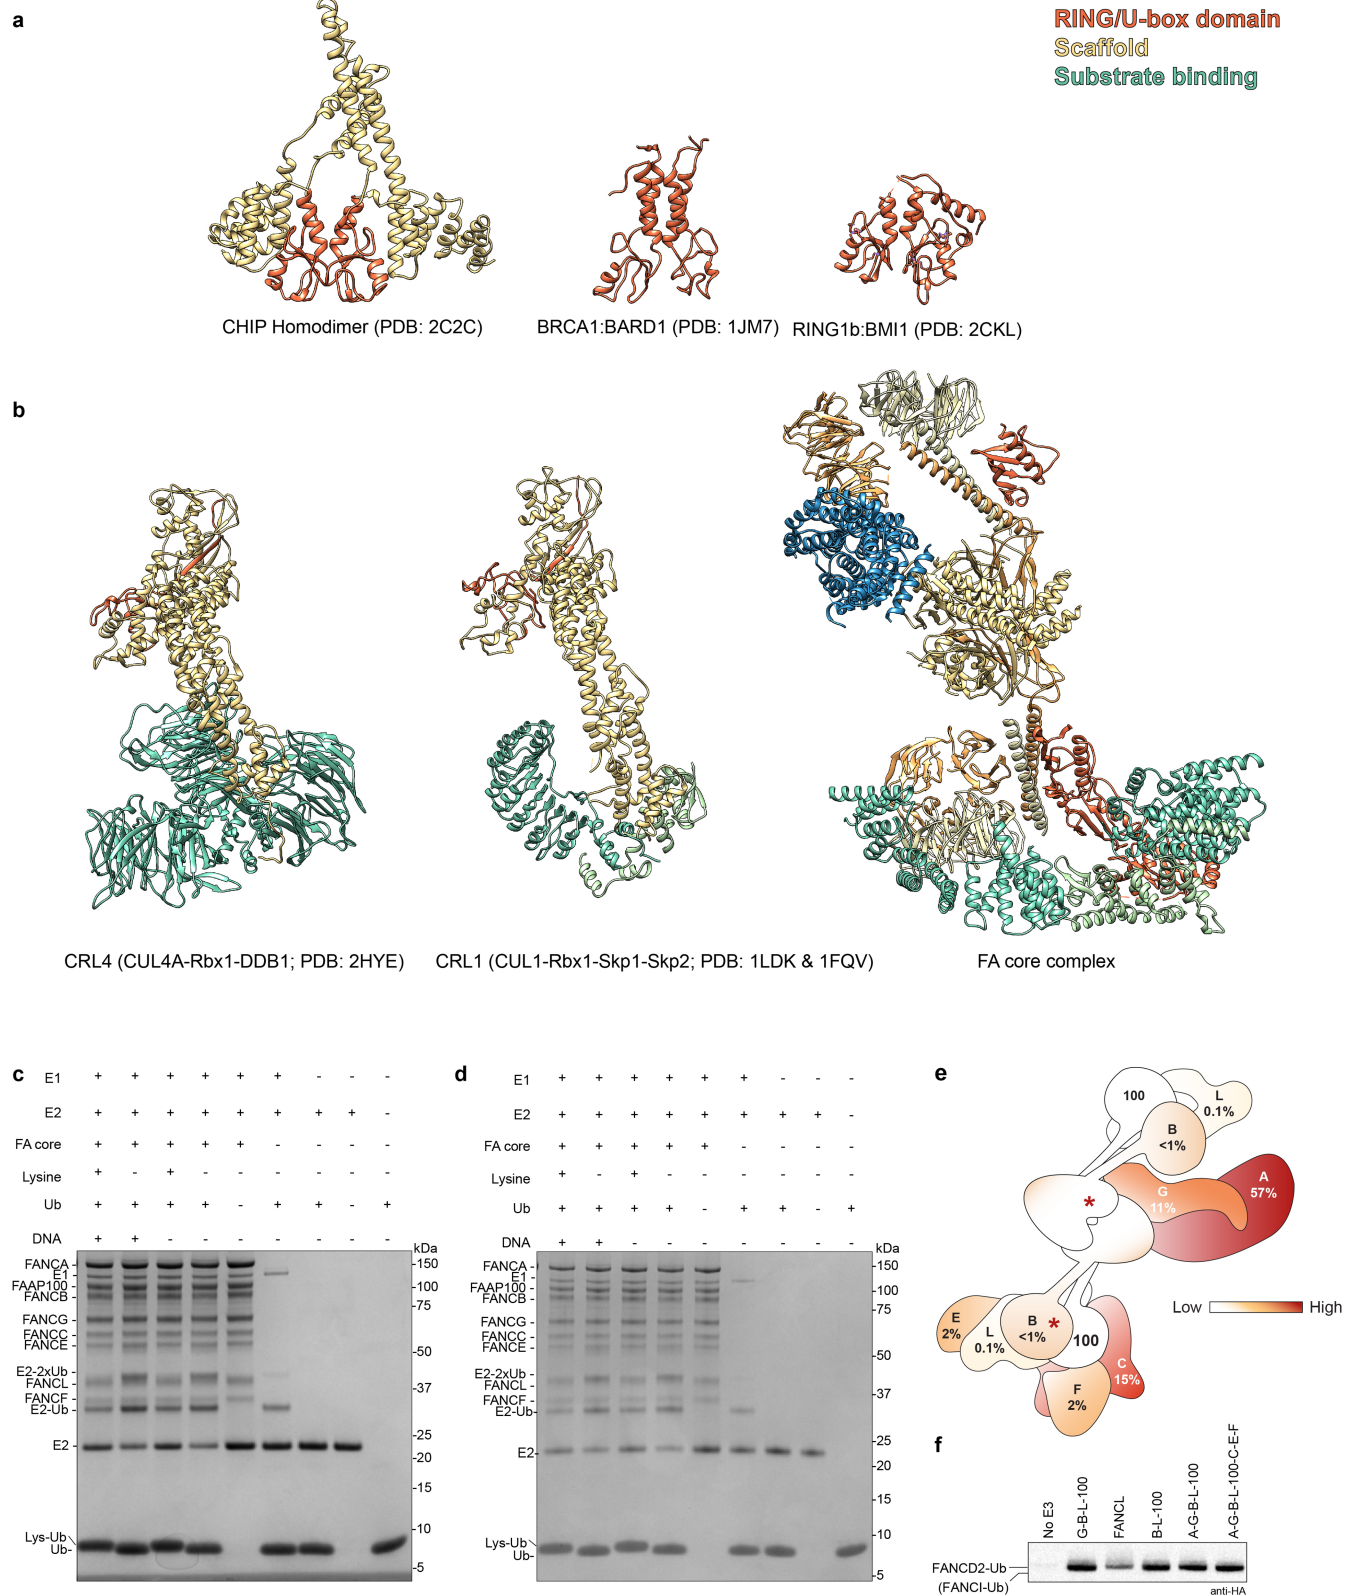 a
RING/U-box domain
Scaffold
Substrate binding
CHIP Homodimer (PDB: 2C2C)
BRCA1:BARD1 (PDB: 1JM7)
RING1b:BMI1 (PDB: 2CKL)
b
CRL4 (CUL4A-Rbx1-DDB1; PDB: 2HYE)
CRL1 (CUL1-Rbx1-Skp1-Skp2; PDB: 1LDK & 1FQV)
FA core complex
c
E1 + + + + + + - - -
E2 + + + + + + + + -
FA core + + + + + - - - -
Lysine + - + - - - - - -
Ub + + + + - + + - +
DNA + + - - - - - - -
kDa
FANCA
E1
FAAP100
FANCB
FANCG
FANCC
FANCE
E2-2xUb
FANCL
FANCF
E2-Ub
E2
Lys-Ub
Ub
150
100
75
50
37
25
20
15
10
5
d
E1 + + + + + + - - -
E2 + + + + + + + + -
FA core + + + + + - - - -
Lysine + - + - - - - - -
Ub + + + + - + + - +
DNA + + - - - - - - -
kDa
FANCA
E1
FAAP100
FANCB
FANCG
FANCC
FANCE
E2-2xUb
FANCL
FANCF
E2-Ub
E2
Lys-Ub
Ub
150
100
75
50
37
25
20
15
10
5
e
100
L
0.1%
B
<1%
A
57%
G
11%
*
Low
High
E
2%
L
0.1%
B
<1%
*
100
C
15%
F
2%
f
No E3
G-B-L-100
FANCL
B-L-100
A-G-B-L-100
A-G-B-L-100-C-E-F
FANCD2-Ub
(FANCI-Ub)
anti-HA